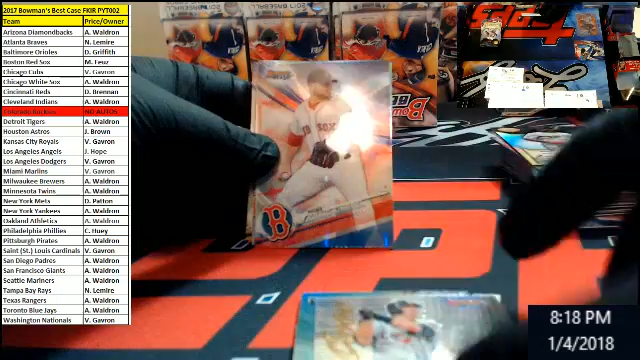 2017 Bowman's Best Case FKIR PYT002
Team Price/Owner
Arizona Diamondbacks A. Waldron
Atlanta Braves N. Lemire
Baltimore Orioles D. Griffith
Boston Red Sox M. Feuz
Chicago Cubs V. Gavron
Chicago White Sox A. Waldron
Cincinnati Reds D. Brennan
Cleveland Indians A. Waldron
Colorado Rockies NO AUTOS
Detroit Tigers A. Waldron
Houston Astros J. Brown
Kansas City Royals V. Gavron
Los Angeles Angels J. Hope
Los Angeles Dodgers V. Gavron
Miami Marlins V. Gavron
Milwaukee Brewers A. Waldron
Minnesota Twins A. Waldron
New York Mets D. Patton
New York Yankees A. Waldron
Oakland Athletics A. Waldron
Philadelphia Phillies C. Huey
Pittsburgh Pirates A. Waldron
Saint (St.) Louis Cardinals V. Gavron
San Diego Padres A. Waldron
San Francisco Giants A. Waldron
Seattle Mariners A. Waldron
Tampa Bay Rays N. Lemire
Texas Rangers A. Waldron
Toronto Blue Jays A. Waldron
Washington Nationals V. Gavron
B
8:18 PM
1/4/2018